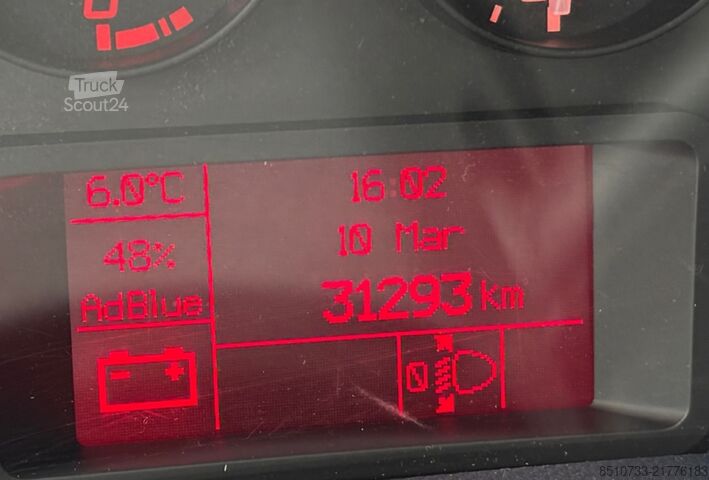 Truck
Scout24
6.0°C
16:02
48%
10 Mar
AdBlue
31293 km
0
8510733-21776183